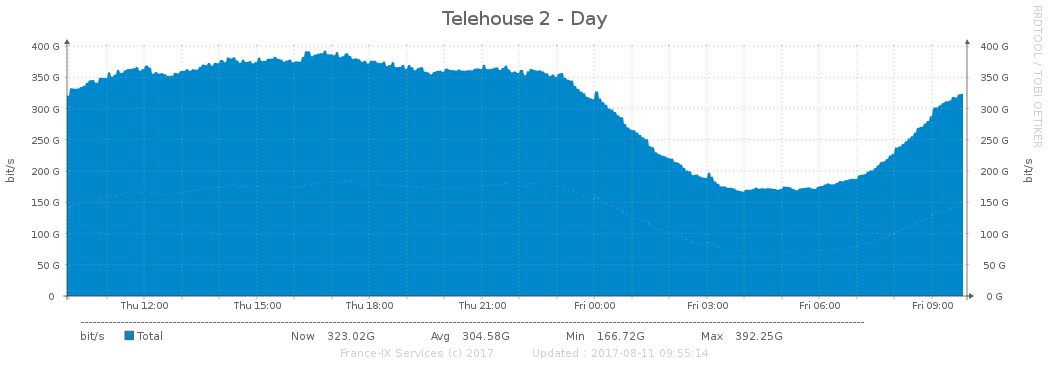 Telehouse 2 - Day
RRDTOOL / TOBI OETIKER
bit/s
400 G 400 G
350 G 350 G
300 G 300 G
250 G 250 G
200 G 200 G
150 G 150 G
100 G 100 G
50 G 50 G
0 0 G
bit/s
Thu 12:00 Thu 15:00 Thu 18:00 Thu 21:00 Fri 00:00 Fri 03:00 Fri 06:00 Fri 09:00
bit/s Total Now 323.02G Avg 304.58G Min 166.72G Max 392.25G
France-IX Services (c) 2017 Updated : 2017-08-11 09:55:14